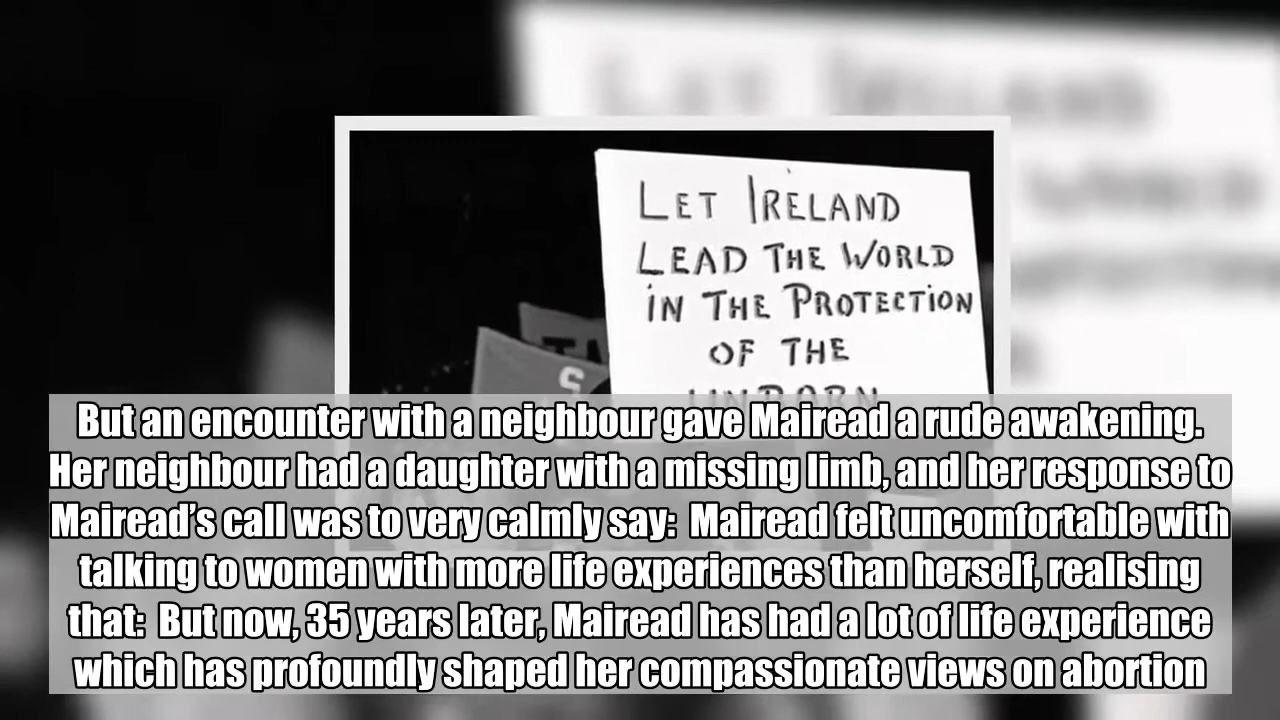 LET IRELAND
LEAD THE WORLD
IN THE PROTECTION
OF THE
UNBORN
S
But an encounter with a neighbour gave Mairead a rude awakening.
Her neighbour had a daughter with a missing limb, and her response to
Mairead’s call was to very calmly say:  Mairead felt uncomfortable with
talking to women with more life experiences than herself, realising
that:  But now, 35 years later, Mairead has had a lot of life experience
which has profoundly shaped her compassionate views on abortion